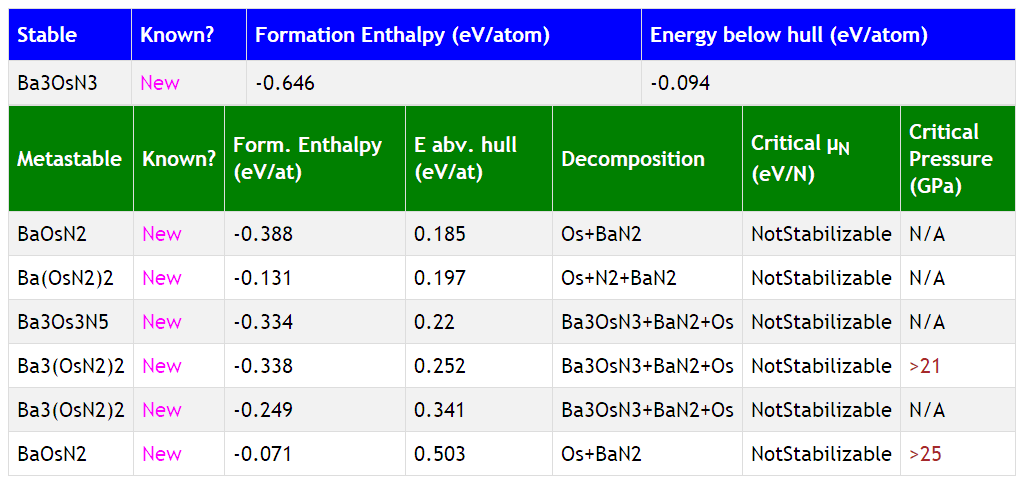 Stable Known? Formation Enthalpy (eV/atom) Energy below hull (eV/atom)
Ba3OsN3 New -0.646 -0.094
Metastable Known? Form. Enthalpy (eV/at) E abv. hull (eV/at) Decomposition Critical μN (eV/N) Critical Pressure (GPa)
BaOsN2 New -0.388 0.185 Os+BaN2 NotStabilizable N/A
Ba(OsN2)2 New -0.131 0.197 Os+N2+BaN2 NotStabilizable N/A
Ba3Os3N5 New -0.334 0.22 Ba3OsN3+BaN2+Os NotStabilizable N/A
Ba3(OsN2)2 New -0.338 0.252 Ba3OsN3+BaN2+Os NotStabilizable >21
Ba3(OsN2)2 New -0.249 0.341 Ba3OsN3+BaN2+Os NotStabilizable N/A
BaOsN2 New -0.071 0.503 Os+BaN2 NotStabilizable >25